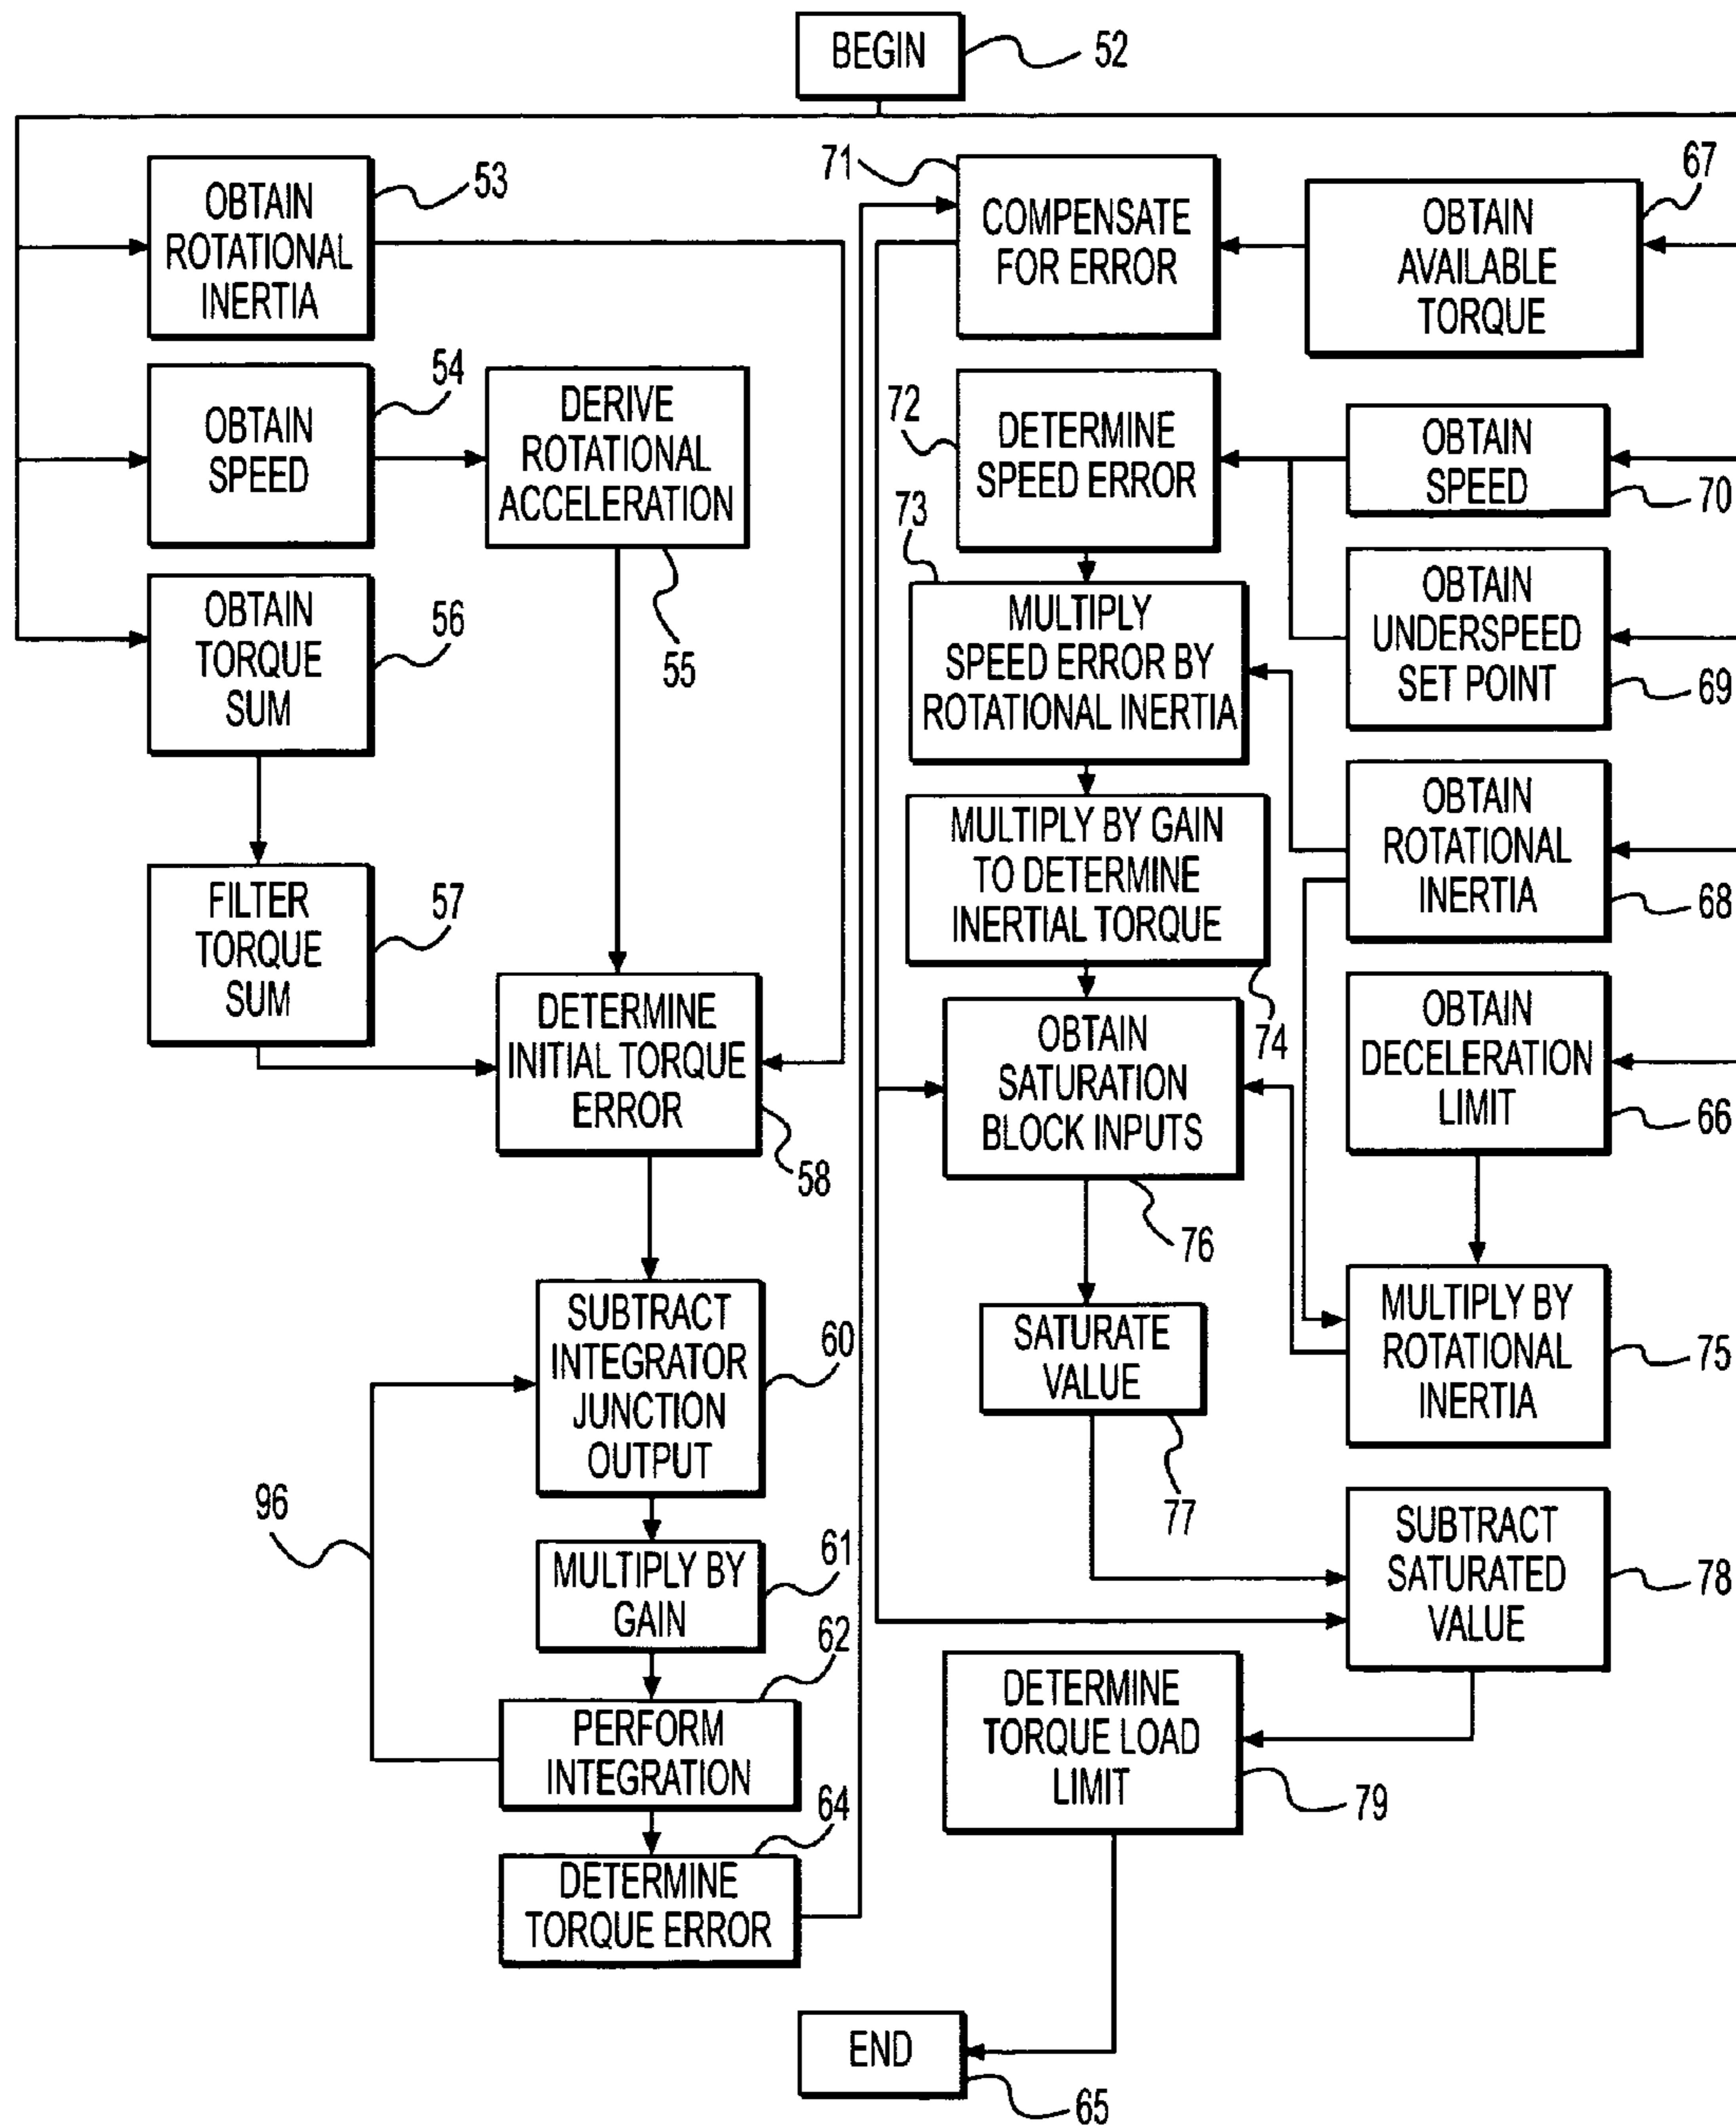 BEGIN
52
OBTAIN
ROTATIONAL
INERTIA
53
OBTAIN
SPEED
54
DERIVE
ROTATIONAL
ACCELERATION
55
OBTAIN
TORQUE
SUM
56
FILTER
TORQUE
SUM
57
DETERMINE
INITIAL TORQUE
ERROR
58
SUBTRACT
INTEGRATOR
JUNCTION
OUTPUT
60
96
MULTIPLY BY
GAIN
61
PERFORM
INTEGRATION
62
DETERMINE
TORQUE ERROR
64
71
COMPENSATE
FOR ERROR
OBTAIN
AVAILABLE
TORQUE
67
72
DETERMINE
SPEED ERROR
OBTAIN
SPEED
70
73
MULTIPLY
SPEED ERROR BY
ROTATIONAL INERTIA
OBTAIN
UNDERSPEED
SET POINT
69
MULTIPLY BY GAIN
TO DETERMINE
INERTIAL TORQUE
74
OBTAIN
ROTATIONAL
INERTIA
68
OBTAIN
SATURATION
BLOCK INPUTS
76
OBTAIN
DECELERATION
LIMIT
66
SATURATE
VALUE
77
MULTIPLY BY
ROTATIONAL
INERTIA
75
SUBTRACT
SATURATED
VALUE
78
DETERMINE
TORQUE LOAD
LIMIT
79
END
65